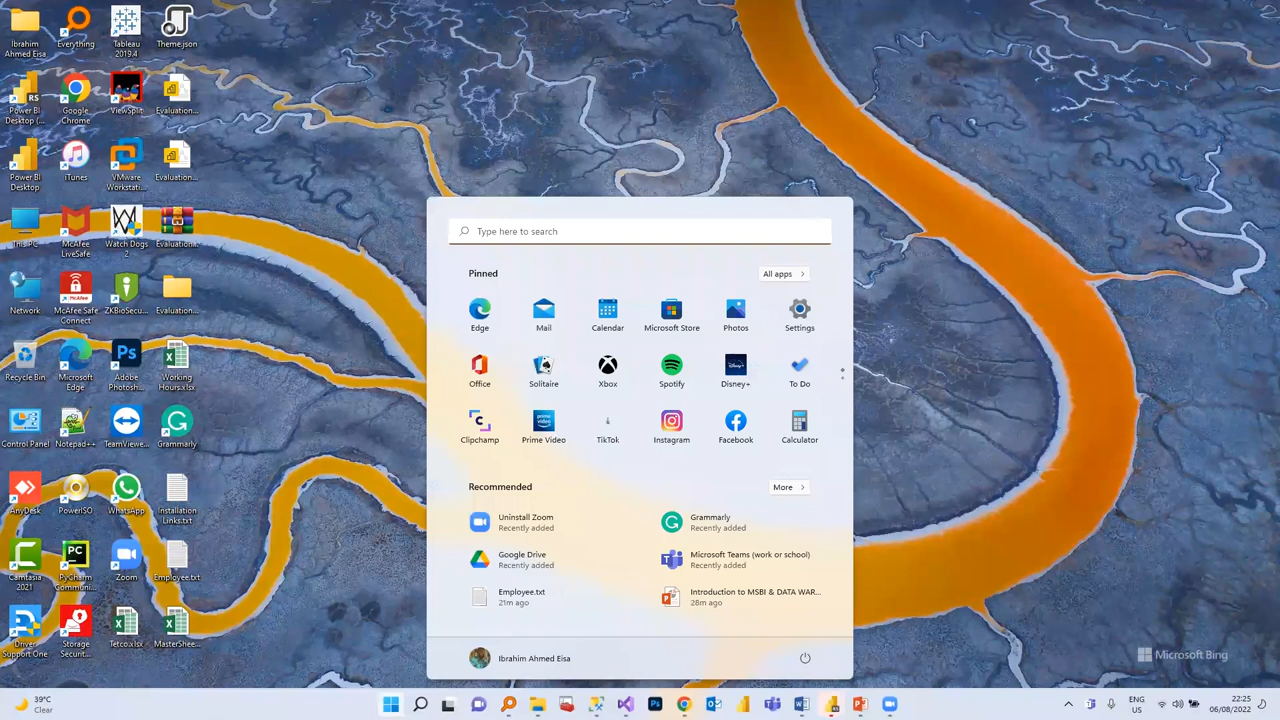 Ibrahim
Ahmed Eisa
Everything
Tableau
2019.4
Theme.json
Power BI
Desktop (...
RS
Google
Chrome
ViewSplit
Evaluation...
Power BI
Desktop
iTunes
VMware
Workstati...
Evaluation...
This PC
McAfee
LiveSafe
Watch Dogs
2
Evaluation...
Network
McAfee Safe
Connect
ZKBioSecu...
Evaluation...
Recycle Bin
Microsoft
Edge
Adobe
Photosh...
Working
Hours.xlsx
Control Panel
Notepad++
TeamViewe...
Grammarly
AnyDesk
PowerISO
WhatsApp
Installation
Links.txt
Camtasia
2021
PyCharm
Communi...
Zoom
Employee.txt
Driver
Support One
Storage
Securit...
Tetco.xlsx
MasterShee...
Type here to search
Pinned
All apps
Edge
Mail
Calendar
Microsoft Store
Photos
Settings
Office
Solitaire
Xbox
Spotify
Disney+
To Do
Clipchamp
Prime Video
TikTok
Instagram
Facebook
Calculator
Recommended
More
Uninstall Zoom
Recently added
Grammarly
Recently added
Google Drive
Recently added
Microsoft Teams (work or school)
Recently added
Employee.txt
21m ago
Introduction to MSBI & DATA WAR...
28m ago
Ibrahim Ahmed Eisa
Microsoft Bing
39°C
Clear
ENG
US
22:25
06/08/2022